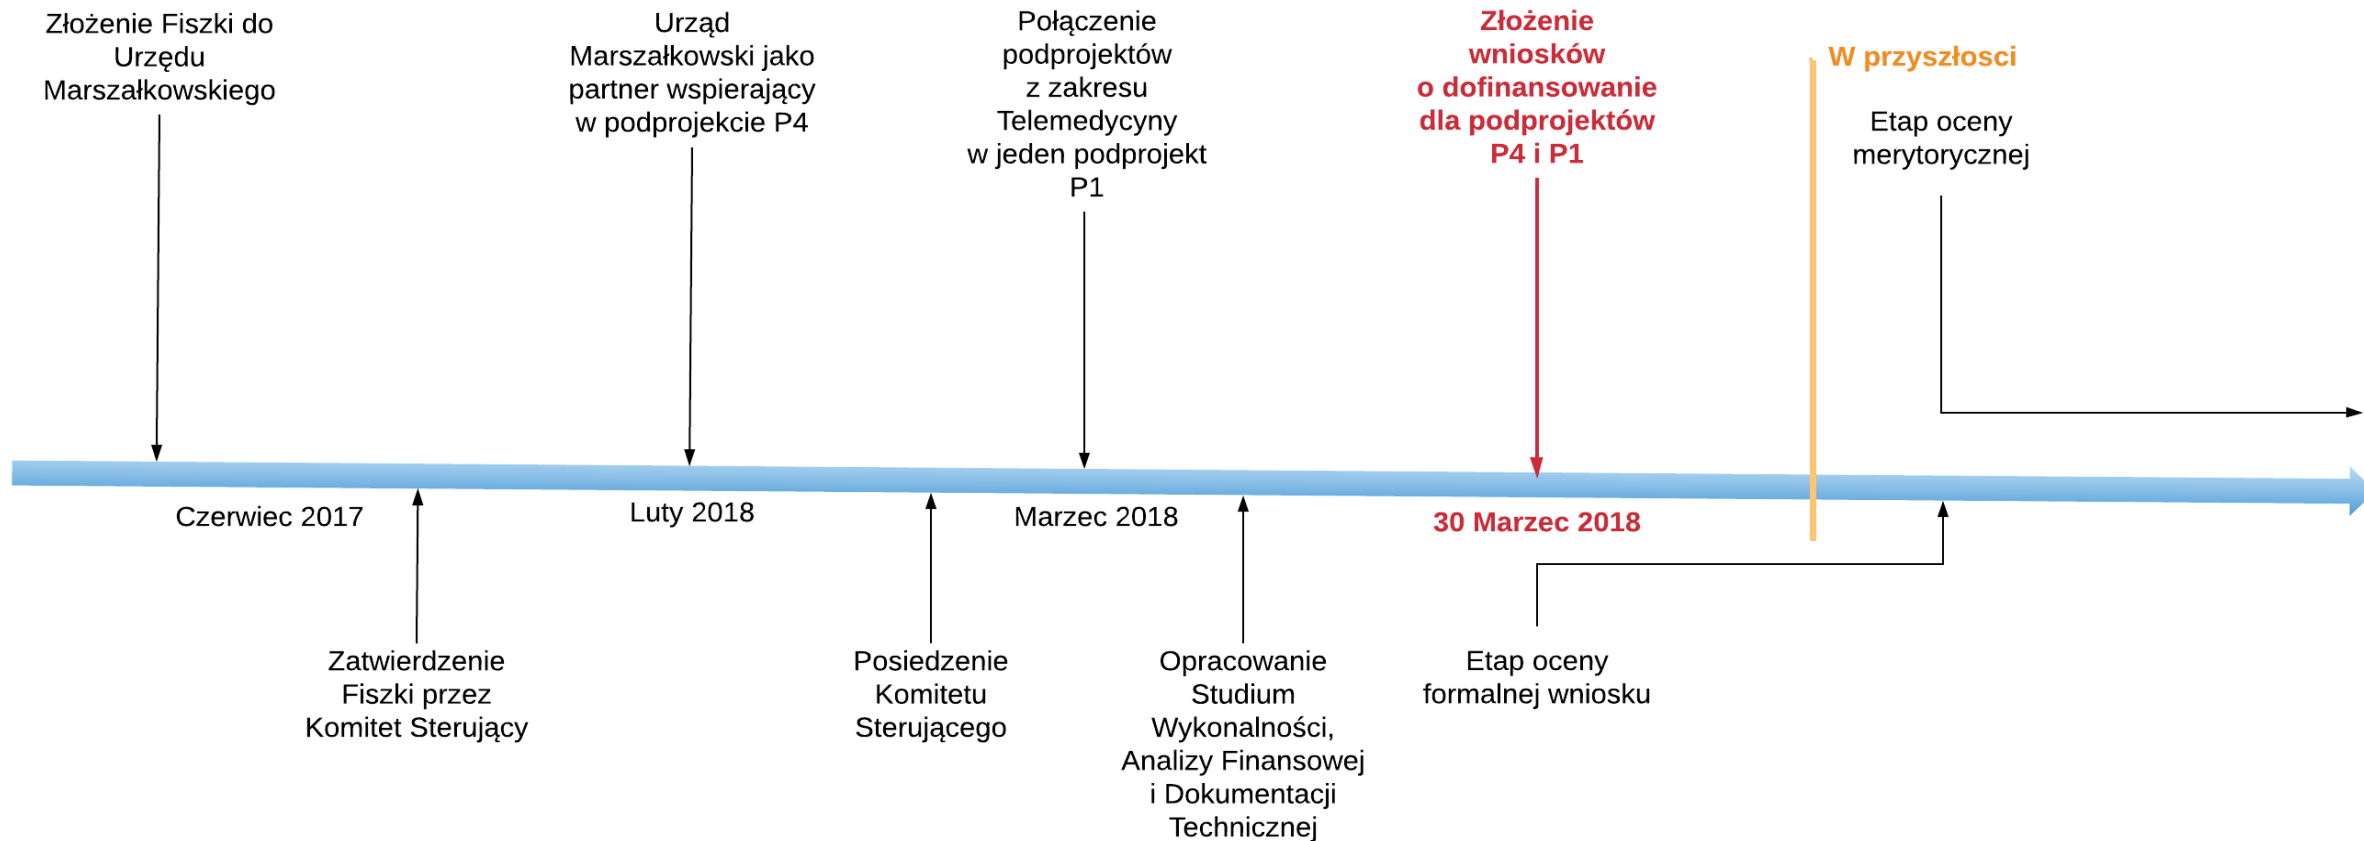 Złożenie Fiszki do
Urzędu
Marszałkowskiego
Urząd
Marszałkowski jako
partner wspierający
w podprojekcie P4
Połączenie
podprojektów
z zakresu
Telemedycyny
w jeden podprojekt
P1
Złożenie
wniosków
o dofinansowanie
dla podprojektów
P4 i P1
W przyszłosci
Etap oceny
merytorycznej
Czerwiec 2017
Luty 2018
Marzec 2018
30 Marzec 2018
Zatwierdzenie
Fiszki przez
Komitet Sterujący
Posiedzenie
Komitetu
Sterującego
Opracowanie
Studium
Wykonalności,
Analizy Finansowej
i Dokumentacji
Technicznej
Etap oceny
formalnej wniosku